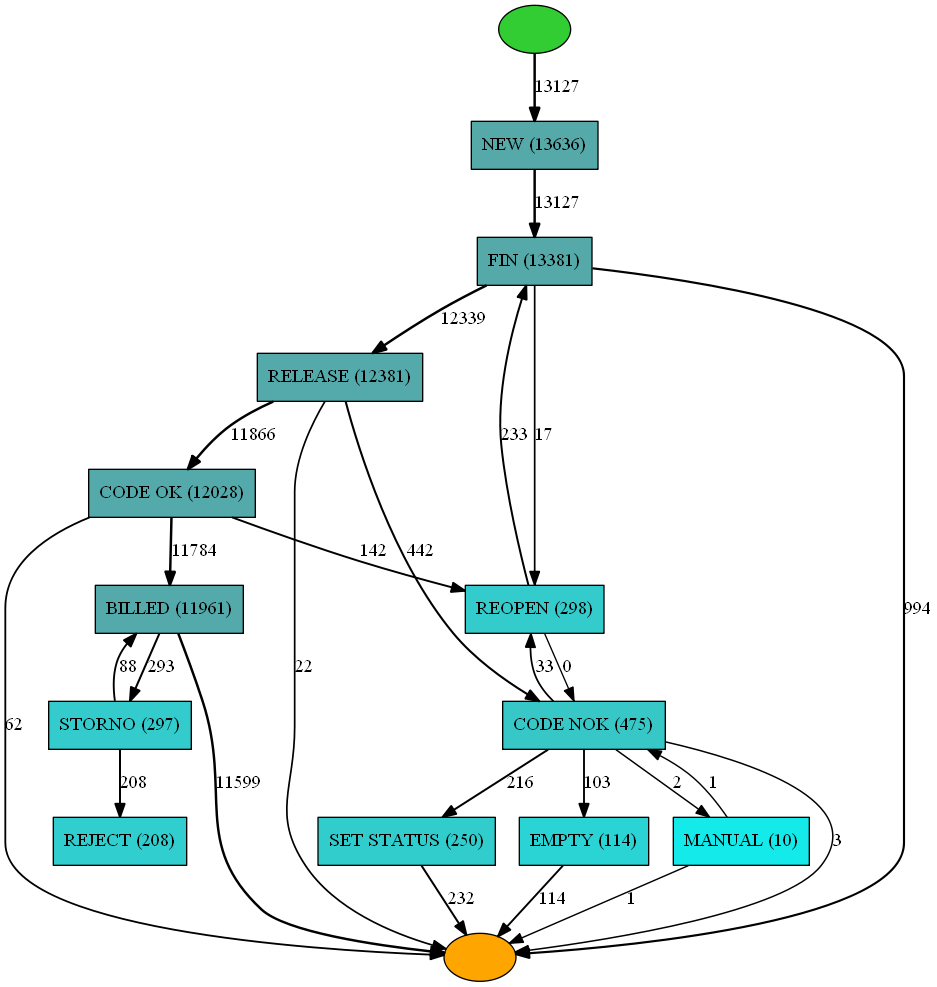 13127
NEW (13636)
13127
FIN (13381)
12339
RELEASE (12381)
11866
233
17
CODE OK (12028)
11784
142
442
994
BILLED (11961)
REOPEN (298)
88
293
22
33
0
62
STORNO (297)
CODE NOK (475)
208
11599
216
103
2
1
REJECT (208)
SET STATUS (250)
EMPTY (114)
MANUAL (10)
3
232
114
1